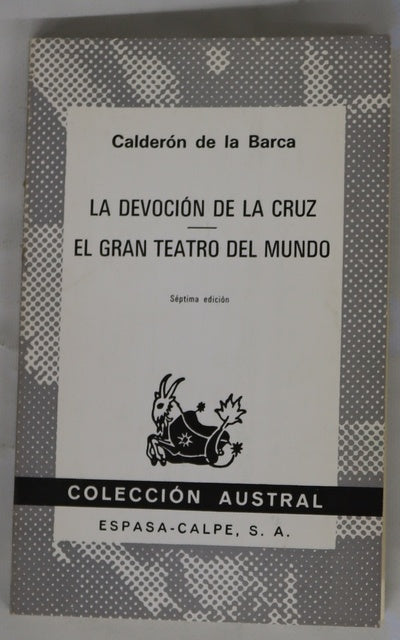 Calderón de la Barca
LA DEVOCIÓN DE LA CRUZ
EL GRAN TEATRO DEL MUNDO
Séptima edición
COLECCIÓN AUSTRAL
ESPASA-CALPE, S. A.